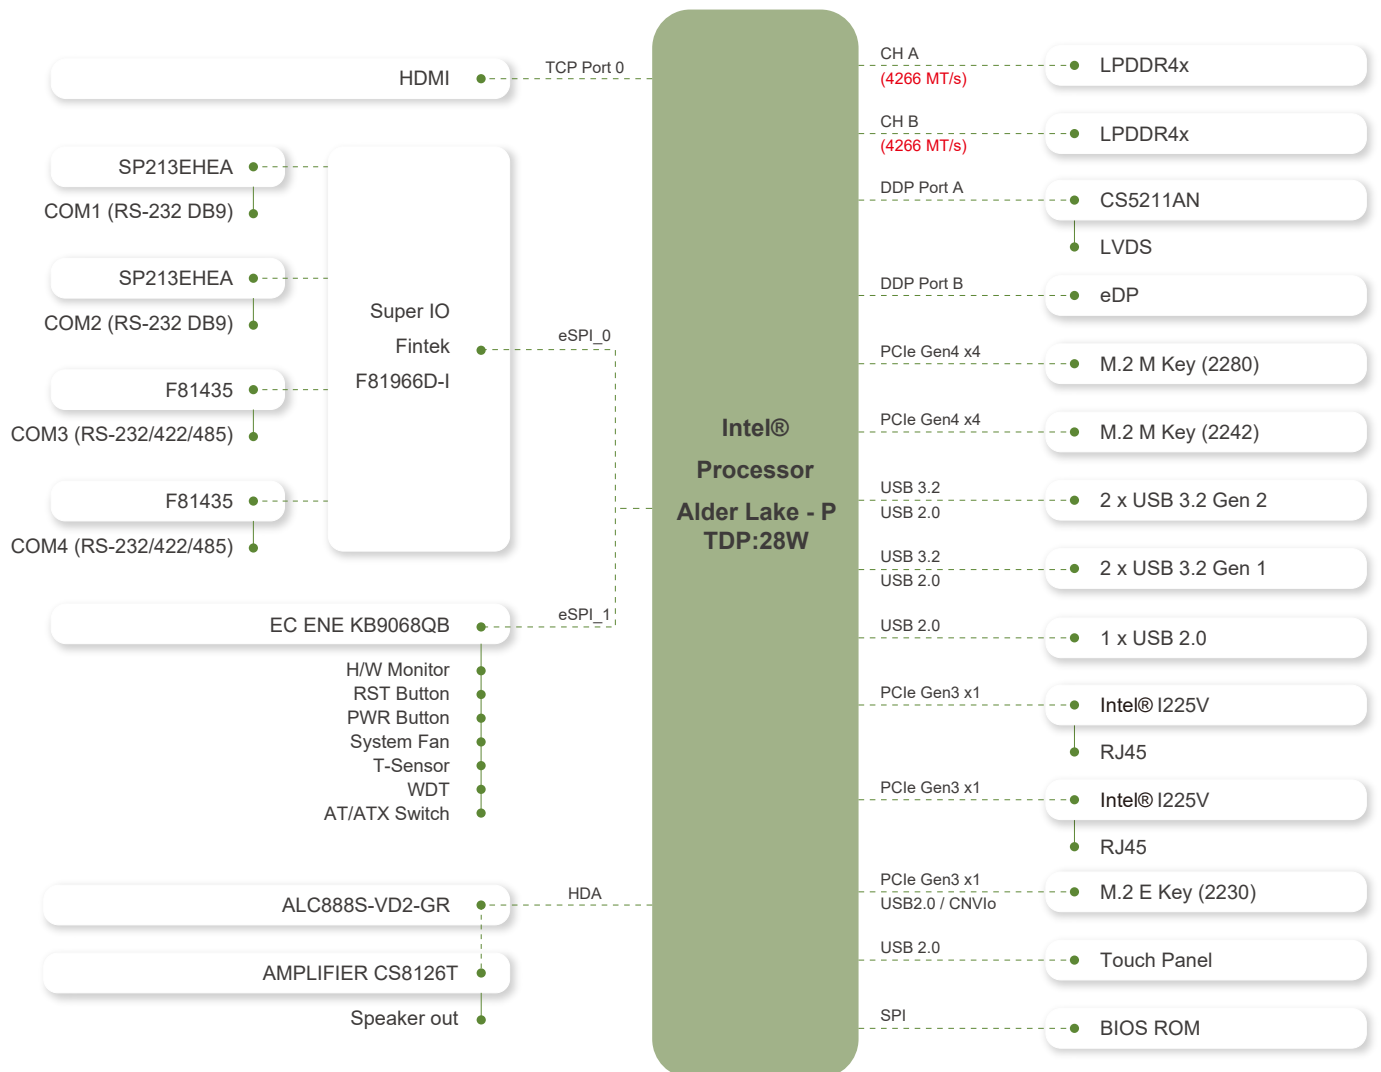 HDMI
TCP Port 0
SP213EHEA
COM1 (RS-232 DB9)
SP213EHEA
COM2 (RS-232 DB9)
F81435
COM3 (RS-232/422/485)
F81435
COM4 (RS-232/422/485)
Super IO
Fintek
F81966D-I
eSPI_0
EC ENE KB9068QB
eSPI_1
H/W Monitor
RST Button
PWR Button
System Fan
T-Sensor
WDT
AT/ATX Switch
ALC888S-VD2-GR
HDA
AMPLIFIER CS8126T
Speaker out
Intel®
Processor
Alder Lake - P
TDP:28W
CH A
(4266 MT/s)
LPDDR4x
CH B
(4266 MT/s)
LPDDR4x
DDP Port A
CS5211AN
LVDS
DDP Port B
eDP
PCIe Gen4 x4
M.2 M Key (2280)
PCIe Gen4 x4
M.2 M Key (2242)
USB 3.2
USB 2.0
2 x USB 3.2 Gen 2
USB 3.2
USB 2.0
2 x USB 3.2 Gen 1
USB 2.0
1 x USB 2.0
PCIe Gen3 x1
Intel® I225V
RJ45
PCIe Gen3 x1
Intel® I225V
RJ45
PCIe Gen3 x1
USB2.0 / CNVIo
M.2 E Key (2230)
USB 2.0
Touch Panel
SPI
BIOS ROM